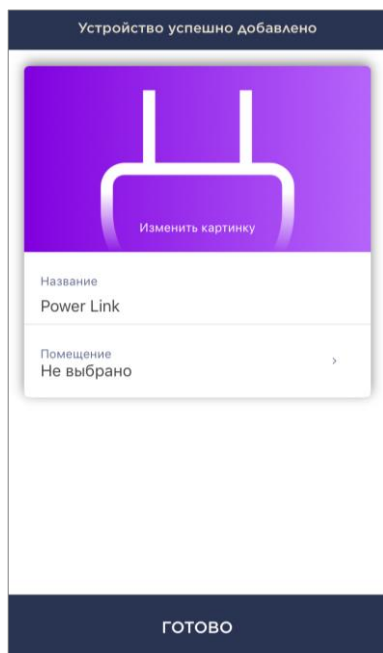 Устройство успешно добавлено
Изменить картинку
Название
Power Link
Помещение
Не выбрано
ГОТОВО